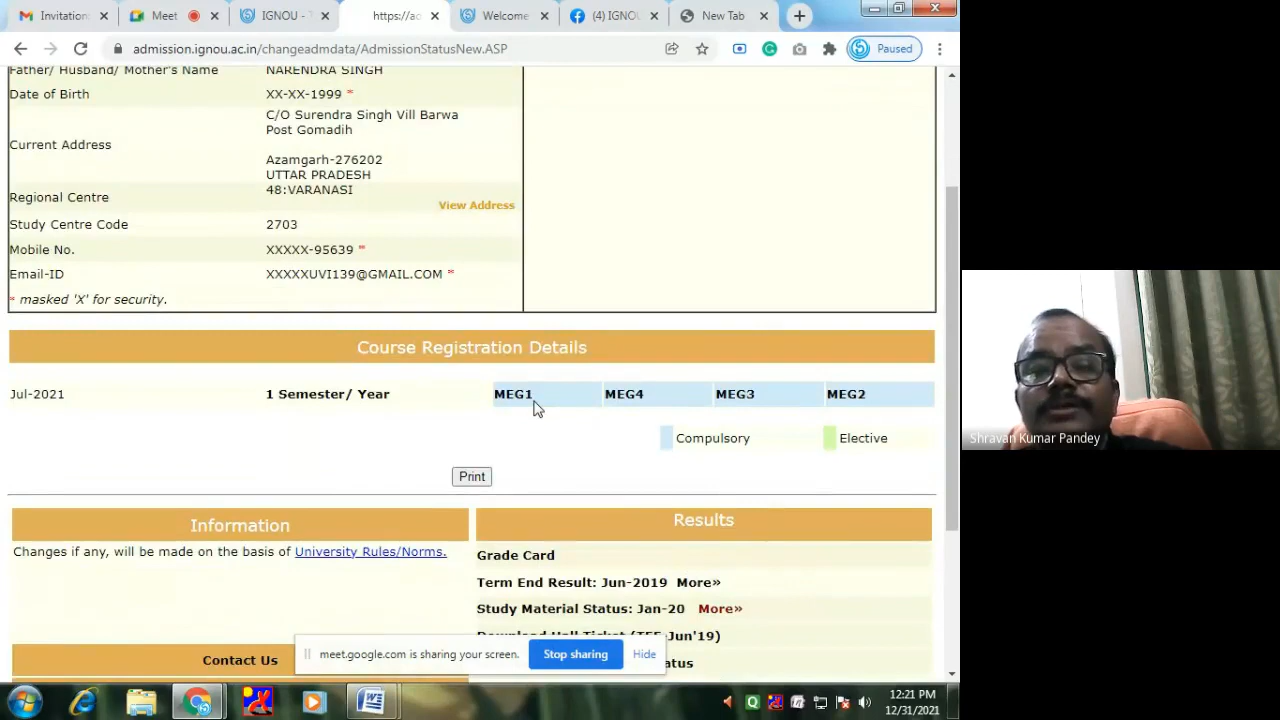 Invitation
Meet
IGNOU - T
https://ad
Welcome
(4) IGNO
New Tab
admission.ignou.ac.in/changeadmdata/AdmissionStatusNew.ASP
Paused
Father/ Husband/ Mother's Name NARENDRA SINGH
Date of Birth XX-XX-1999 *
Current Address C/O Surendra Singh Vill Barwa
Post Gomadih
Azamgarh-276202
UTTAR PRADESH
Regional Centre 48:VARANASI
View Address
Study Centre Code 2703
Mobile No. XXXXX-95639 *
Email-ID XXXXXUVI139@GMAIL.COM *
* masked 'X' for security.
Course Registration Details
Jul-2021 1 Semester/ Year MEG1 MEG4 MEG3 MEG2
Compulsory Elective
Print
Information
Changes if any, will be made on the basis of University Rules/Norms.
Contact Us
Results
Grade Card
Term End Result: Jun-2019 More»
Study Material Status: Jan-20 More»
Download Hall Ticket (TEE Jun'19)
meet.google.com is sharing your screen. Stop sharing Hide
12:21 PM
12/31/2021
Shravan Kumar Pandey